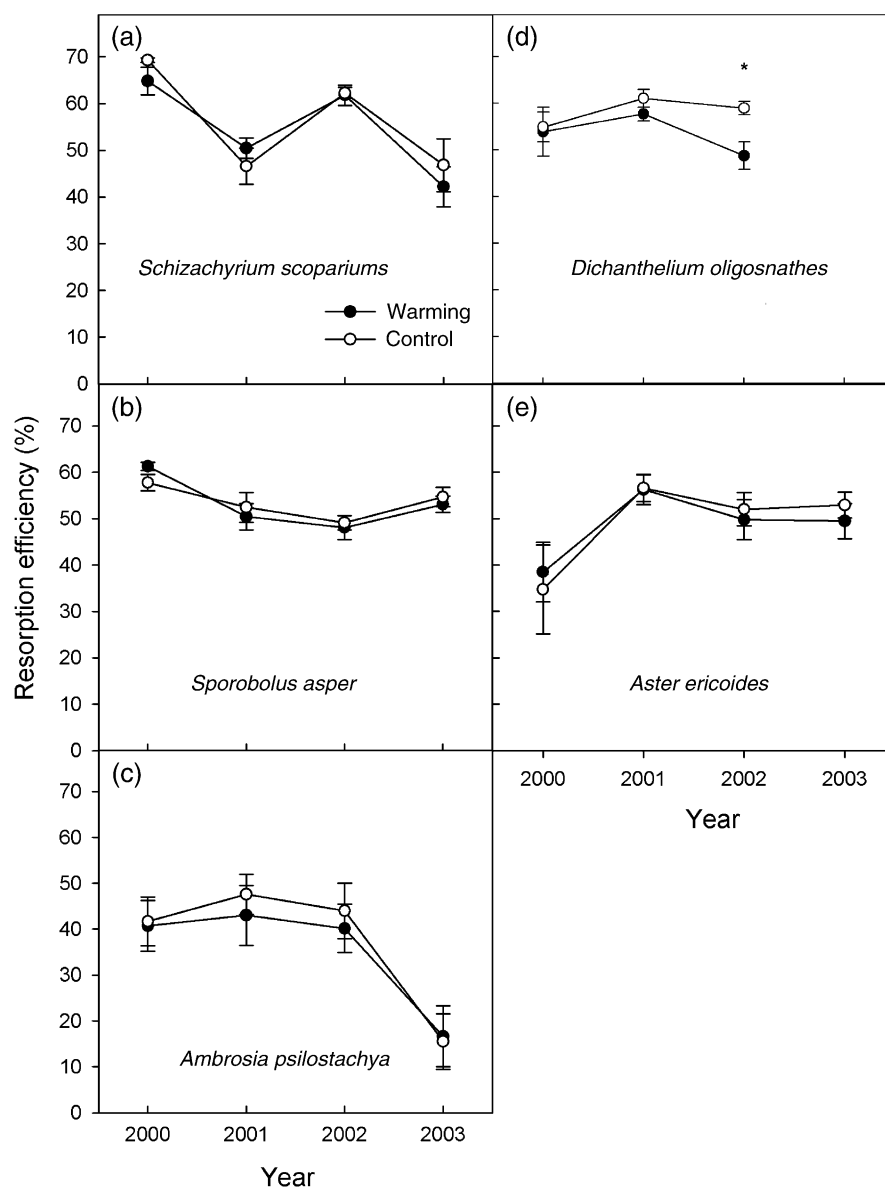 (a)
70
60
50
40
30
20
10
0
Schizachyrium scopariums
Warming
Control
(d)
*
Dichanthelium oligosnathes
Resorption efficiency (%)
(b)
70
60
50
40
30
20
10
0
Sporobolus asper
(e)
Aster ericoides
2000 2001 2002 2003
Year
(c)
70
60
50
40
30
20
10
0
Ambrosia psilostachya
2000 2001 2002 2003
Year